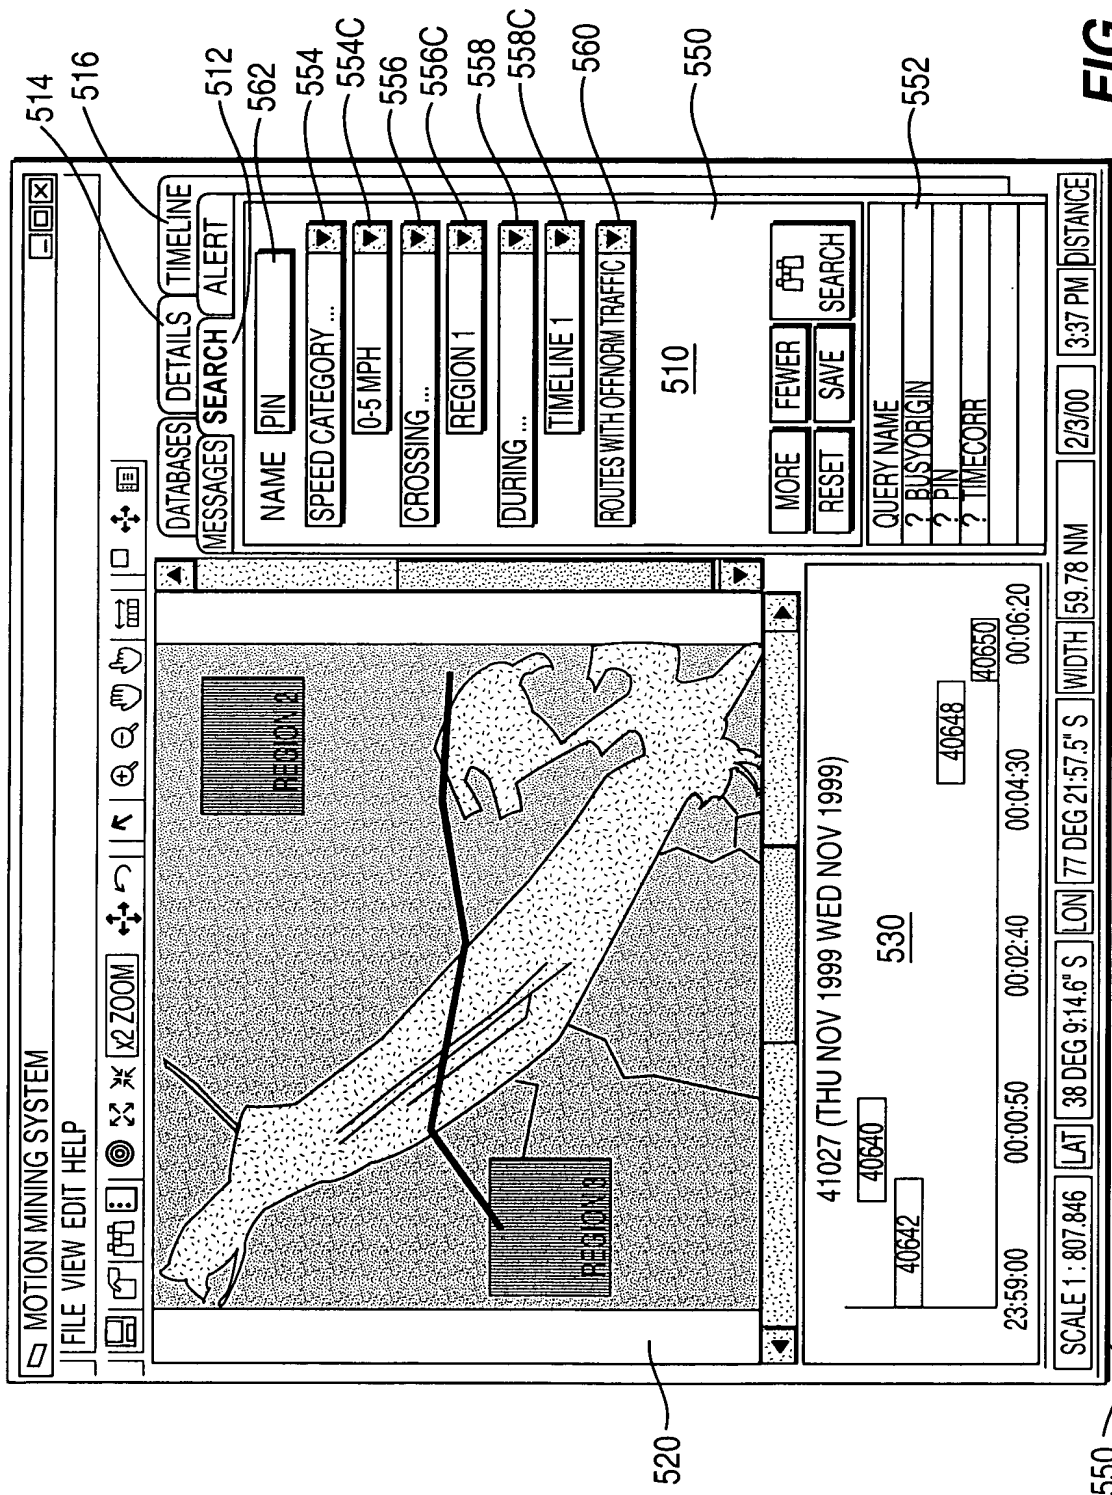 MOTION MINING SYSTEM
FILE VIEW EDIT HELP
x2 ZOOM
DATABASES DETAILS TIMELINE
MESSAGES SEARCH ALERT
NAME PIN
SPEED CATEGORY ...
0-5 MPH
CROSSING ...
REGION 1
DURING ...
TIMELINE 1
ROUTES WITH OFFNORM TRAFFIC
510
MORE FEWER
RESET SAVE
SEARCH
QUERY NAME
? BUSYORIGIN
? PIN
? TIMECORR
REGION 2
REGION 3
41027 (THU NOV 1999 WED NOV 1999)
40640
40642
530
40648
40650
23:59:00 00:00:50 00:02:40 00:04:30 00:06:20
SCALE 1 : 807.846 LAT 38 DEG 9:14.6" S LON 77 DEG 21:57.5" S WIDTH 59.78 NM 2/3/00 3:37 PM DISTANCE
514
516
512
562
554
554C
556
556C
558
558C
560
550
552
520
550
FIG